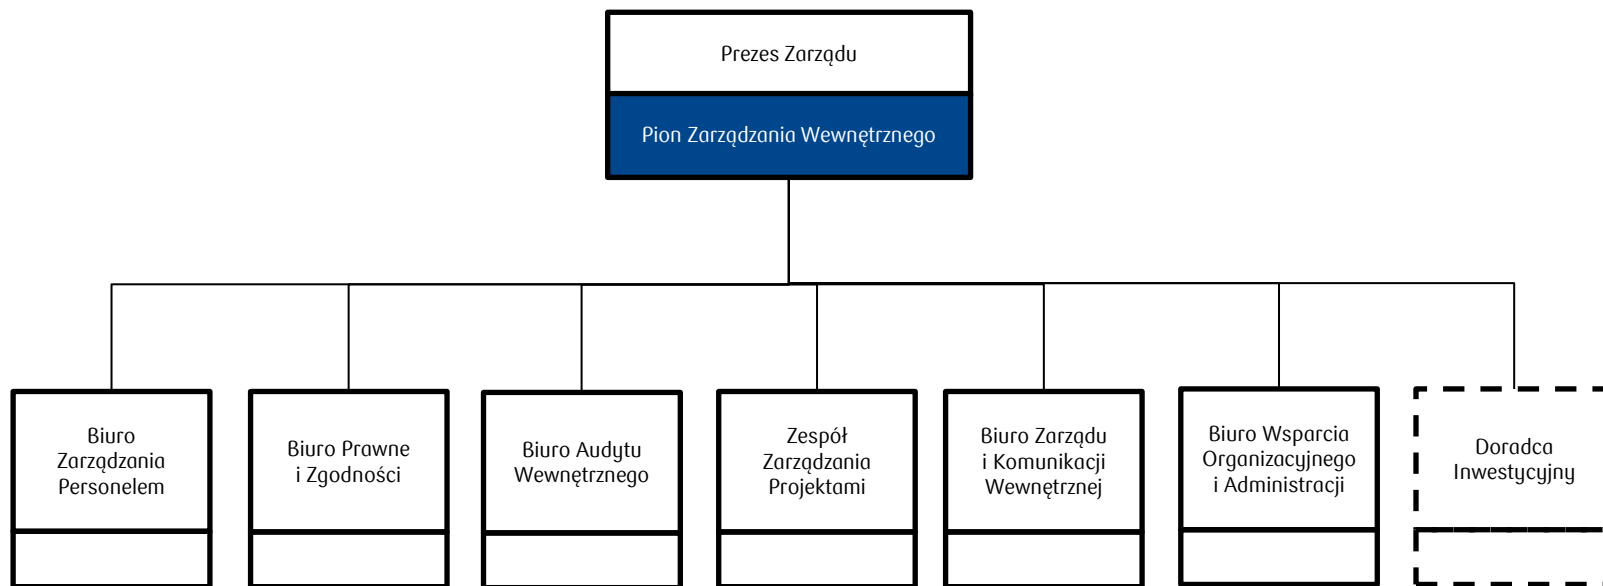 Prezes Zarządu
Pion Zarządzania Wewnętrznego
Biuro
Zarządzania
Personelem
Biuro Prawne
i Zgodności
Biuro Audytu
Wewnętrznego
Zespół
Zarządzania
Projektami
Biuro Zarządu
i Komunikacji
Wewnętrznej
Biuro Wsparcia
Organizacyjnego
i Administracji
Doradca
Inwestycyjny